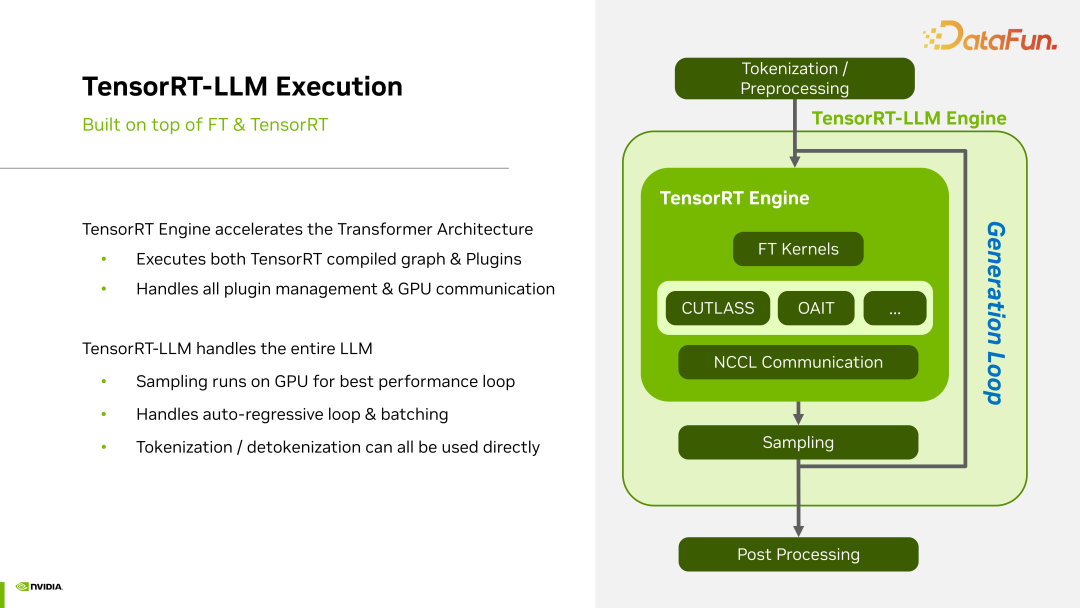 DataFun.
TensorRT-LLM Execution
Built on top of FT & TensorRT
TensorRT Engine accelerates the Transformer Architecture
• Executes both TensorRT compiled graph & Plugins
• Handles all plugin management & GPU communication
TensorRT-LLM handles the entire LLM
• Sampling runs on GPU for best performance loop
• Handles auto-regressive loop & batching
• Tokenization / detokenization can all be used directly
NVIDIA.
Tokenization /
Preprocessing
TensorRT-LLM Engine
TensorRT Engine
FT Kernels
CUTLASS
OAIT
...
NCCL Communication
Generation Loop
Sampling
Post Processing